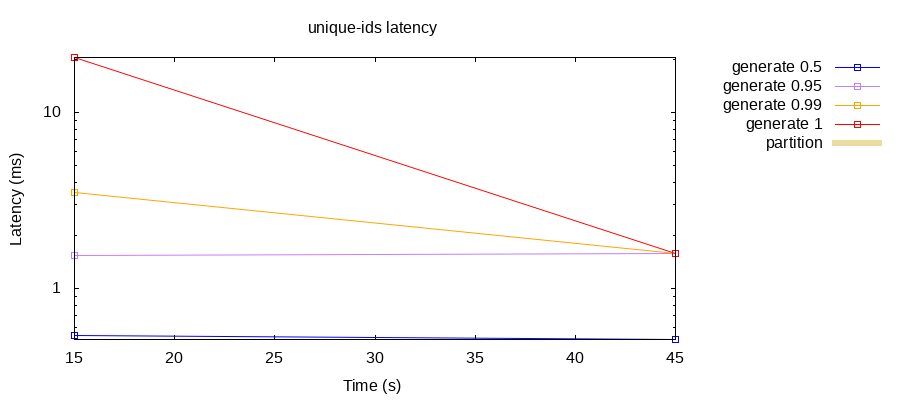 unique-ids latency
generate 0.5
generate 0.95
generate 0.99
generate 1
partition
Latency (ms)
10
1
15 20 25 30 35 40 45
Time (s)